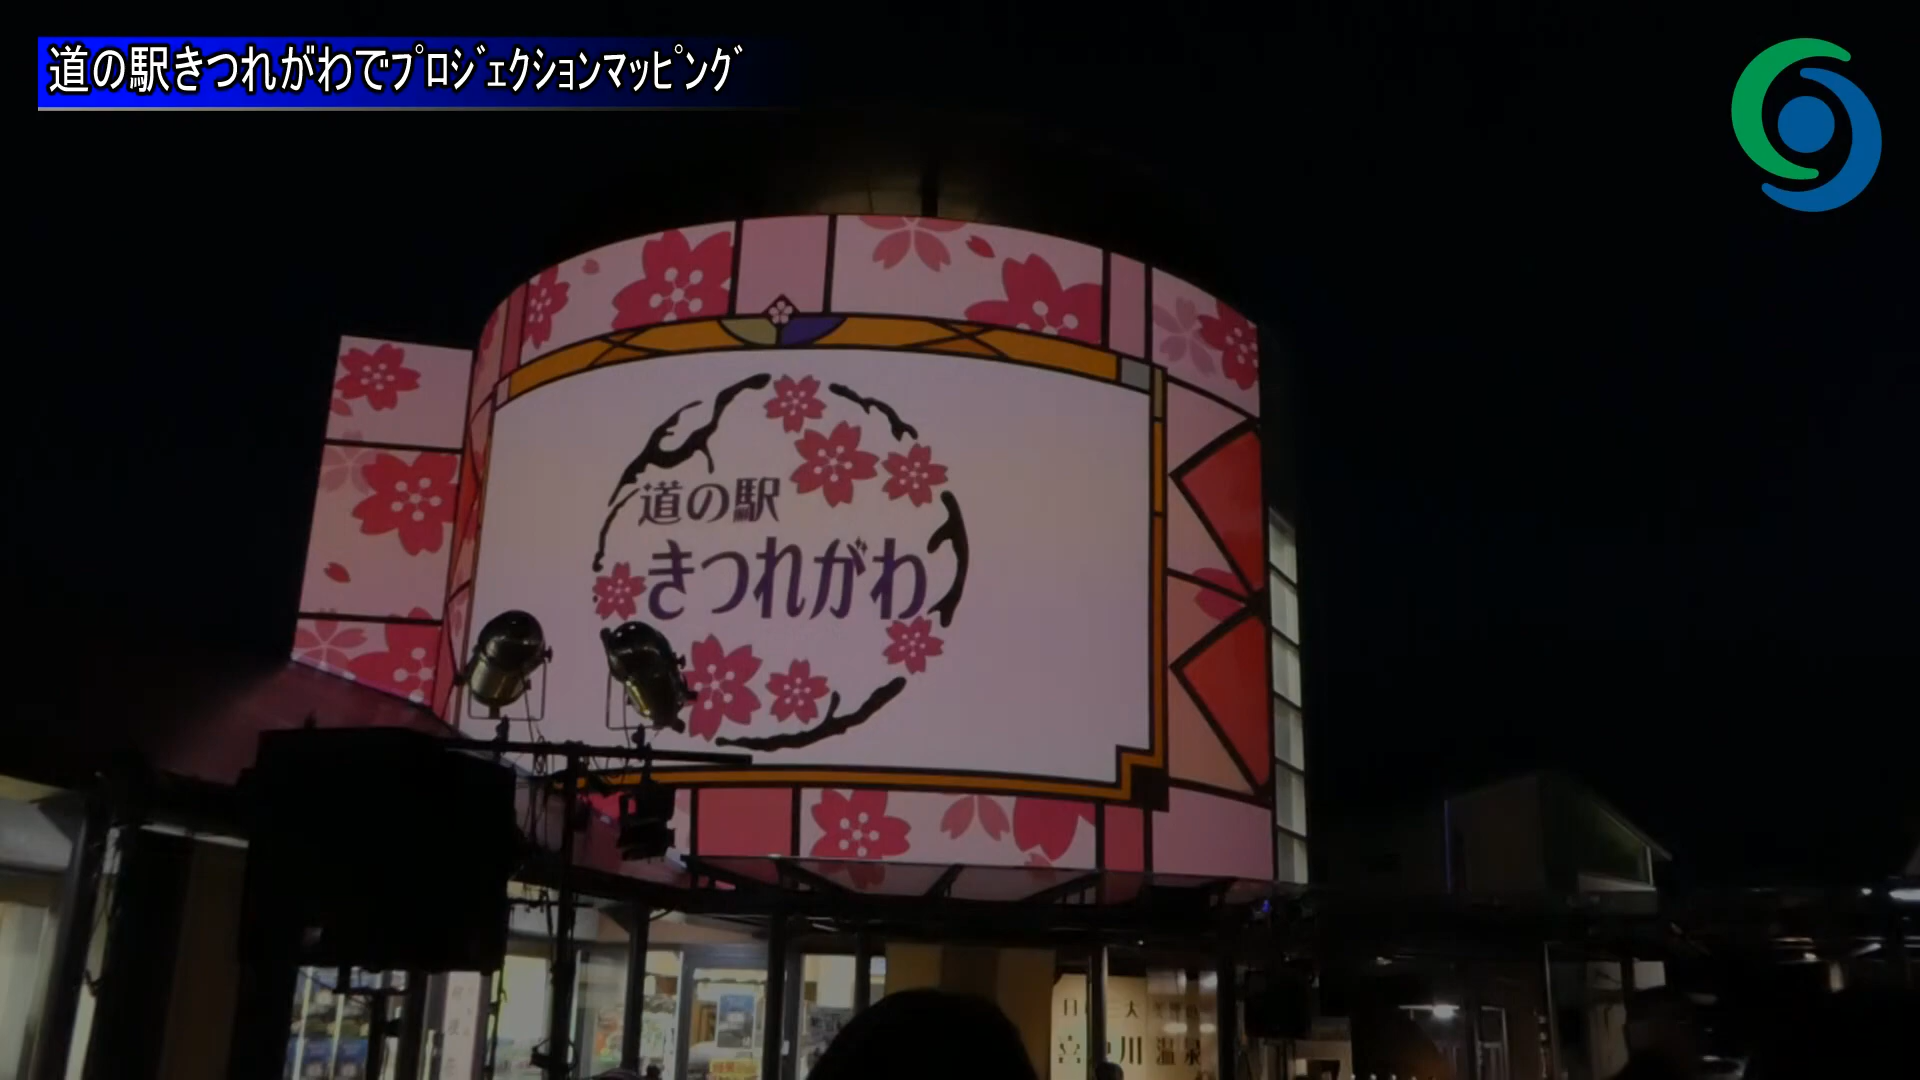 道の駅きつれがわでﾌﾟﾛｼﾞｪｸｼｮﾝﾏｯﾋﾟﾝｸﾞ
道の駅
きつれがわ
温泉